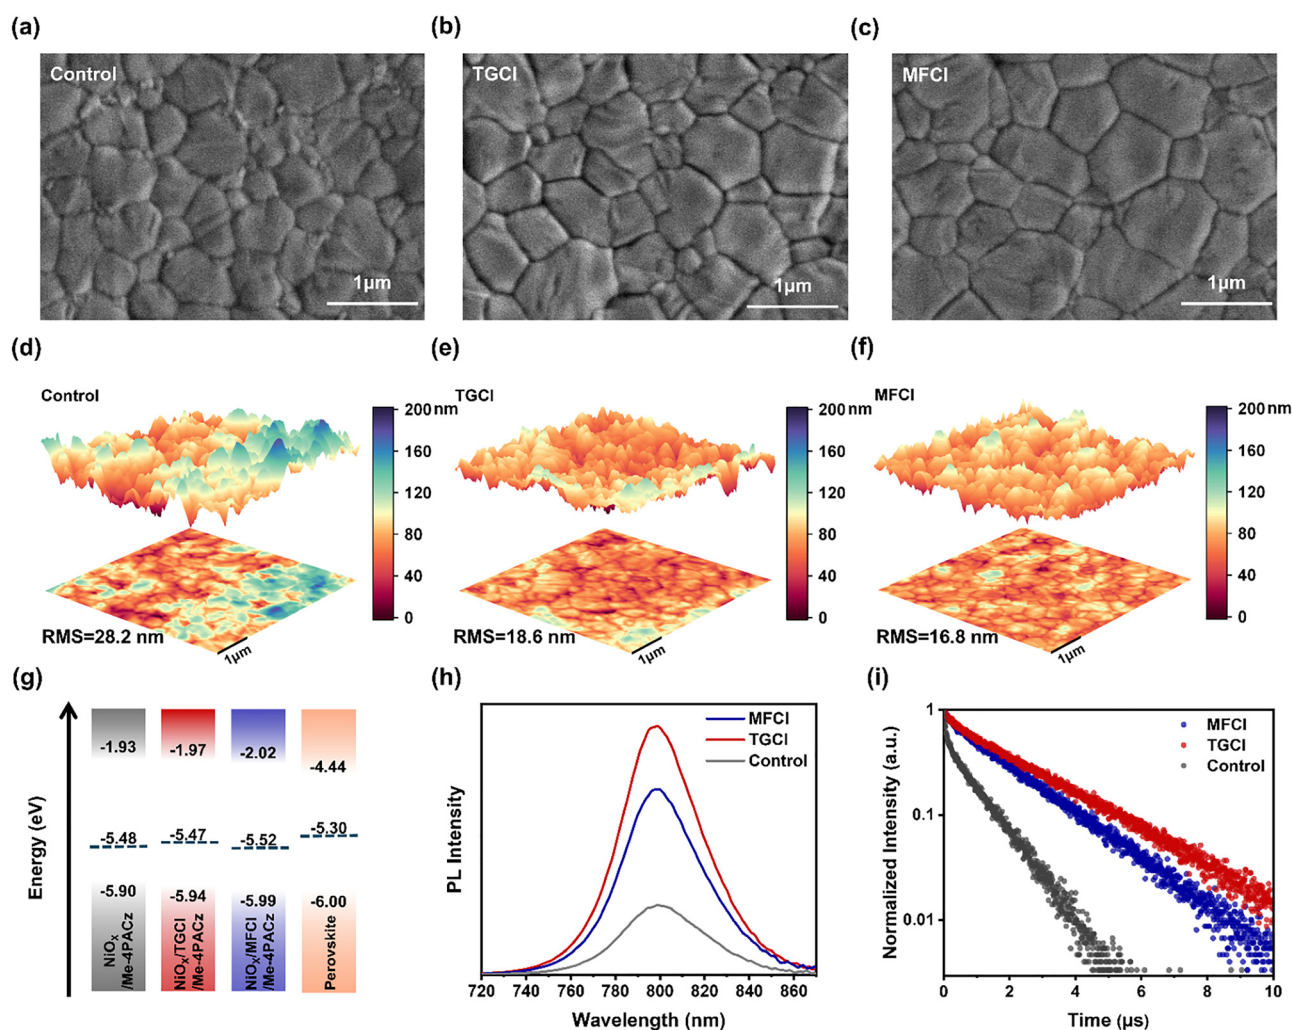 (a)
(b)
(c)
Control
TGCl
MFCl
1μm
1μm
1μm
(d)
(e)
(f)
Control
TGCl
MFCl
200 nm
160
120
80
40
0
200 nm
160
120
80
40
0
200 nm
160
120
80
40
0
RMS=28.2 nm
1μm
RMS=18.6 nm
1μm
RMS=16.8 nm
1μm
(g)
Energy (eV)
-1.93
-1.97
-2.02
-4.44
-5.48
-5.47
-5.52
-5.30
-5.90
-5.94
-5.99
-6.00
NiOₓ
/Me-4PACz
NiOₓ/TGCl
/Me-4PACz
NiOₓ/MFCl
/Me-4PACz
Perovskite
(h)
PL Intensity
MFCl
TGCl
Control
720 740 760 780 800 820 840 860
Wavelength (nm)
(i)
Normalized Intensity (a.u.)
1
0.1
0.01
MFCl
TGCl
Control
0 2 4 6 8 10
Time (μs)